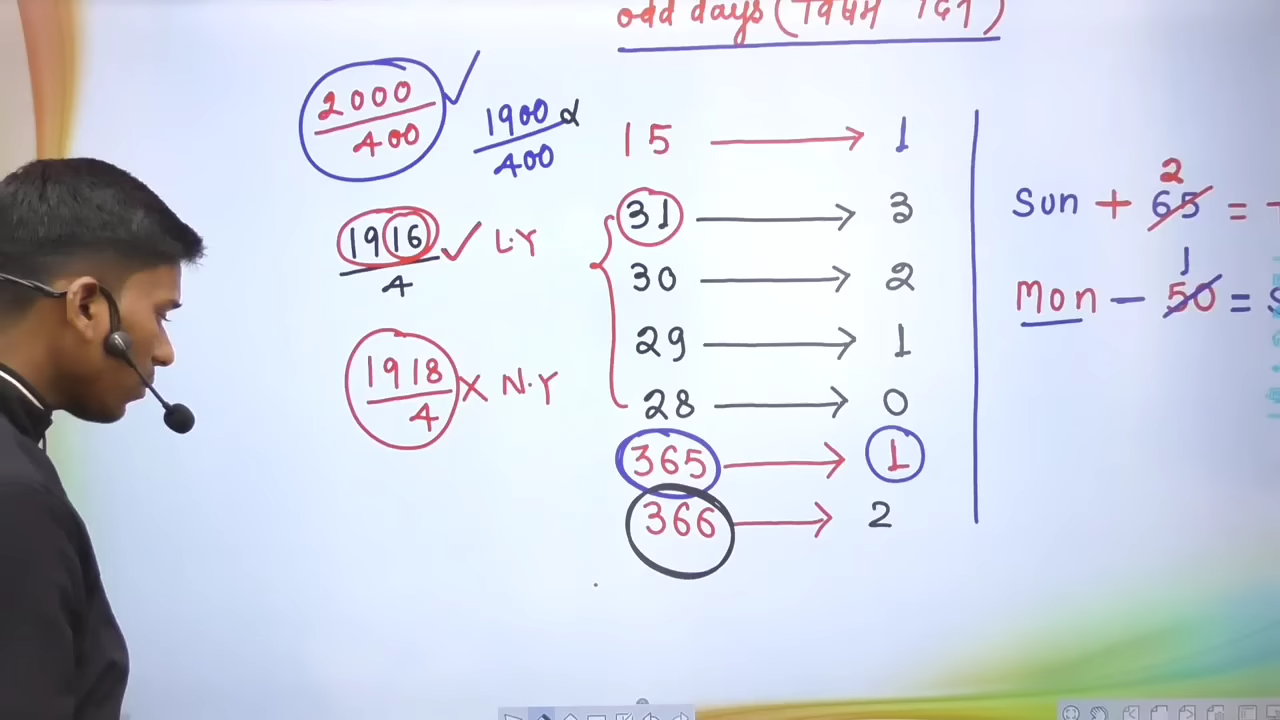 odd days (विषम दिन)
2000/400 ✓
1900/400
1916/4 ✓ L.Y
1918/4 X N.Y
15 → 1
31 → 3
30 → 2
29 → 1
28 → 0
365 → 1
366 → 2
2
Sun + 65 =
1
Mon – 50 = S